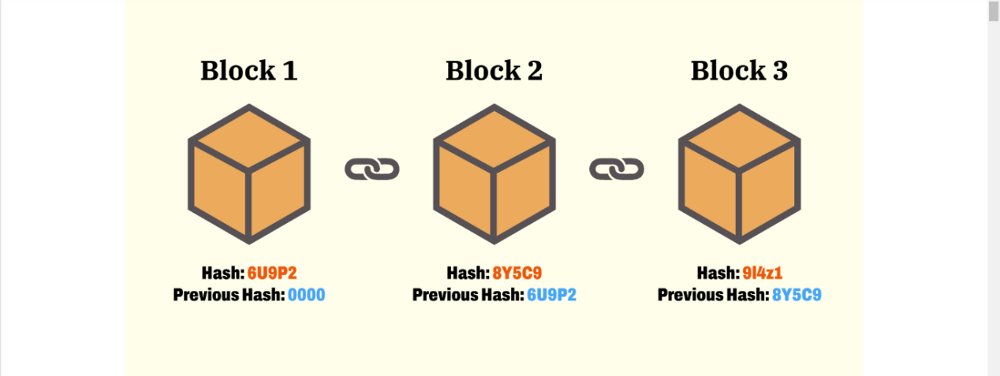 Block 1
Block 2
Block 3
Hash: 6U9P2
Previous Hash: 0000
Hash: 8Y5C9
Previous Hash: 6U9P2
Hash: 9I4z1
Previous Hash: 8Y5C9